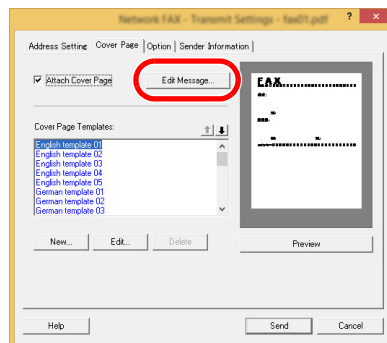 Network FAX - Transmit Settings - fax01.pdf ? ×
Address Setting Cover Page Option Sender Information
Attach Cover Page Edit Message...
FAX
Cover Page Templates:
English template 01
English template 02
English template 03
English template 04
English template 05
German template 01
German template 02
German template 03
New... Edit... Delete Preview
Help Send Cancel